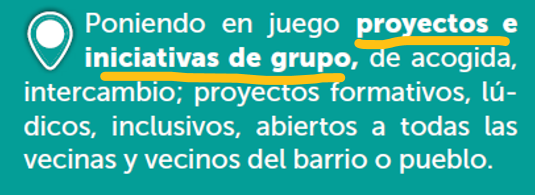 Poniendo en juego proyectos e
iniciativas de grupo, de acogida,
intercambio; proyectos formativos, lú-
dicos, inclusivos, abiertos a todas las
vecinas y vecinos del barrio o pueblo.